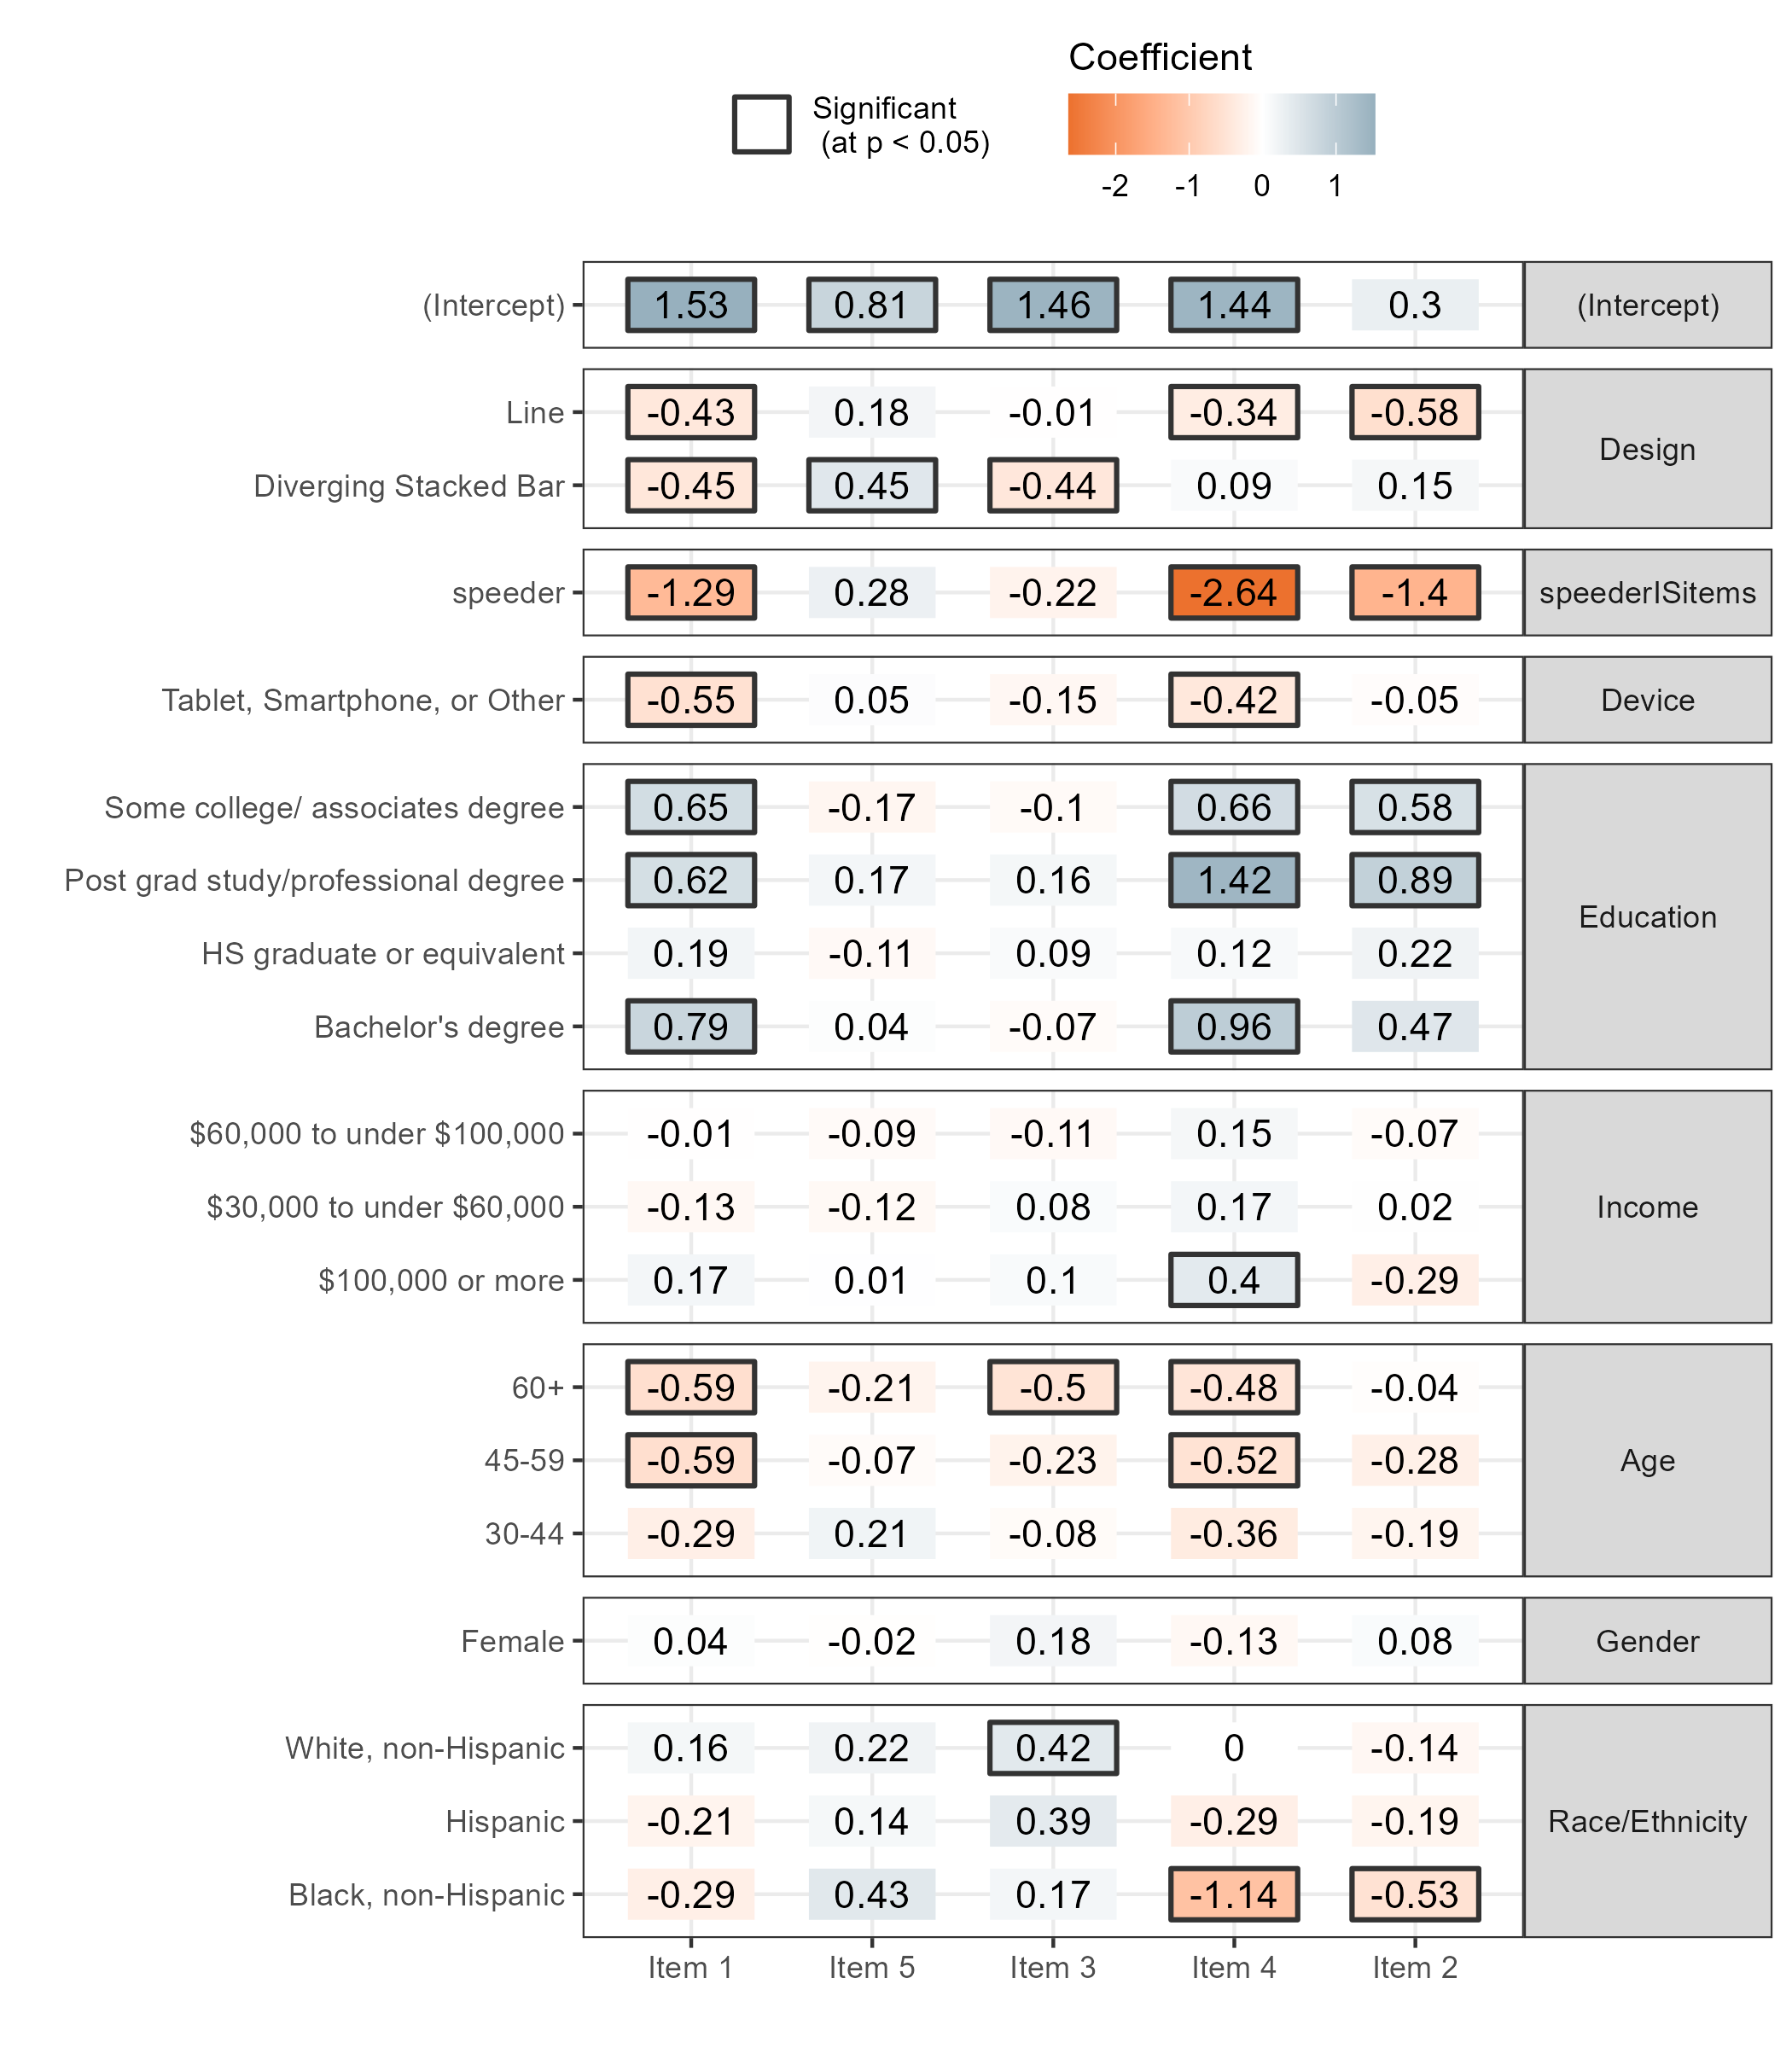 Coefficient
Significant
(at p < 0.05)
-2 -1 0 1
(Intercept) 1.53 0.81 1.46 1.44 0.3 (Intercept)
Line -0.43 0.18 -0.01 -0.34 -0.58
Design
Diverging Stacked Bar -0.45 0.45 -0.44 0.09 0.15
speeder -1.29 0.28 -0.22 -2.64 -1.4 speederISitems
Tablet, Smartphone, or Other -0.55 0.05 -0.15 -0.42 -0.05 Device
Some college/ associates degree 0.65 -0.17 -0.1 0.66 0.58
Post grad study/professional degree 0.62 0.17 0.16 1.42 0.89
Education
HS graduate or equivalent 0.19 -0.11 0.09 0.12 0.22
Bachelor's degree 0.79 0.04 -0.07 0.96 0.47
$60,000 to under $100,000 -0.01 -0.09 -0.11 0.15 -0.07
$30,000 to under $60,000 -0.13 -0.12 0.08 0.17 0.02 Income
$100,000 or more 0.17 0.01 0.1 0.4 -0.29
60+ -0.59 -0.21 -0.5 -0.48 -0.04
45-59 -0.59 -0.07 -0.23 -0.52 -0.28 Age
30-44 -0.29 0.21 -0.08 -0.36 -0.19
Female 0.04 -0.02 0.18 -0.13 0.08 Gender
White, non-Hispanic 0.16 0.22 0.42 0 -0.14
Hispanic -0.21 0.14 0.39 -0.29 -0.19 Race/Ethnicity
Black, non-Hispanic -0.29 0.43 0.17 -1.14 -0.53
Item 1 Item 5 Item 3 Item 4 Item 2